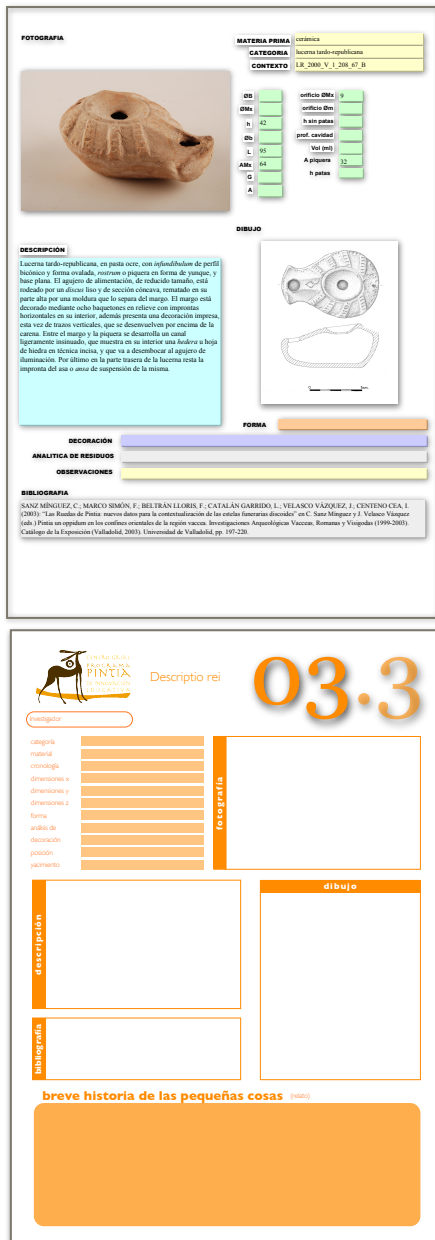 FOTOGRAFIA
MATERIA PRIMA cerámica
CATEGORIA lucerna tardo-republicana
CONTEXTO LR_2000_V_1_208_67_B
ØB
ØMx
h 42
Øb
L 95
AMx 64
G
A
orificio ØMx 9
orificio Øm
h sin patas
prof. cavidad
Vol (ml)
A piquera 32
h patas
DIBUJO
DESCRIPCIÓN
Lucerna tardo-republicana, en pasta ocre, con infundibulum de perfil
bicónico y forma ovalada, rostrum o piquera en forma de yunque, y
base plana. El agujero de alimentación, de reducido tamaño, está
rodeado por un discus liso y de sección cóncava, rematado en su
parte alta por una moldura que lo separa del margo. El margo está
decorado mediante ocho baquetones en relieve con improntas
horizontales en su interior, además presenta una decoración impresa,
esta vez de trazos verticales, que se desenvuelven por encima de la
carena. Entre el margo y la piquera se desarrolla un canal
ligeramente insinuado, que muestra en su interior una hedera u hoja
de hiedra en técnica incisa, y que va a desembocar al agujero de
iluminación. Por último en la parte trasera de la lucerna resta la
impronta del asa o ansa de suspensión de la misma.
FORMA
DECORACIÓN
ANALITICA DE RESIDUOS
OBSERVACIONES
BIBLIOGRAFIA
SANZ MÍNGUEZ, C.; MARCO SIMÓN, F.; BELTRÁN LLORIS, F.; CATALÁN GARRIDO, L.; VELASCO VÁZQUEZ, J.; CENTENO CEA, I.
(2003): "Las Ruedas de Pintia: nuevos datos para la contextualización de las estelas funerarias discoides" en C. Sanz Mínguez y J. Velasco Vázquez
(eds.) Pintia un oppidum en los confines orientales de la región vaccea. Investigaciones Arqueológicas Vacceas, Romanas y Visigodas (1999-2003).
Catálogo de la Exposición (Valladolid, 2003). Universidad de Valladolid, pp. 197-220.
PROGRAMA
PINTIA
Descriptio rei
03·3
Investigador
categoría
material
cronología
dimensiones x
dimensiones y
dimensiones z
forma
análisis de
decoración
posición
yacimiento
fotografía
descripción
dibujo
bibliografía
breve historia de las pequeñas cosas (relato)